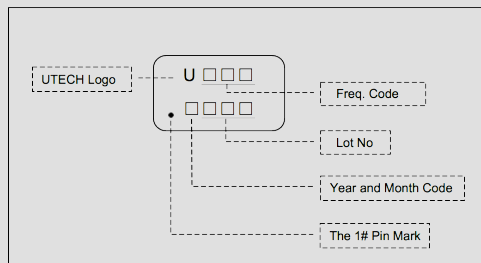 U □□□
UTECH Logo
Freq. Code
□□□□
Lot No
Year and Month Code
The 1# Pin Mark